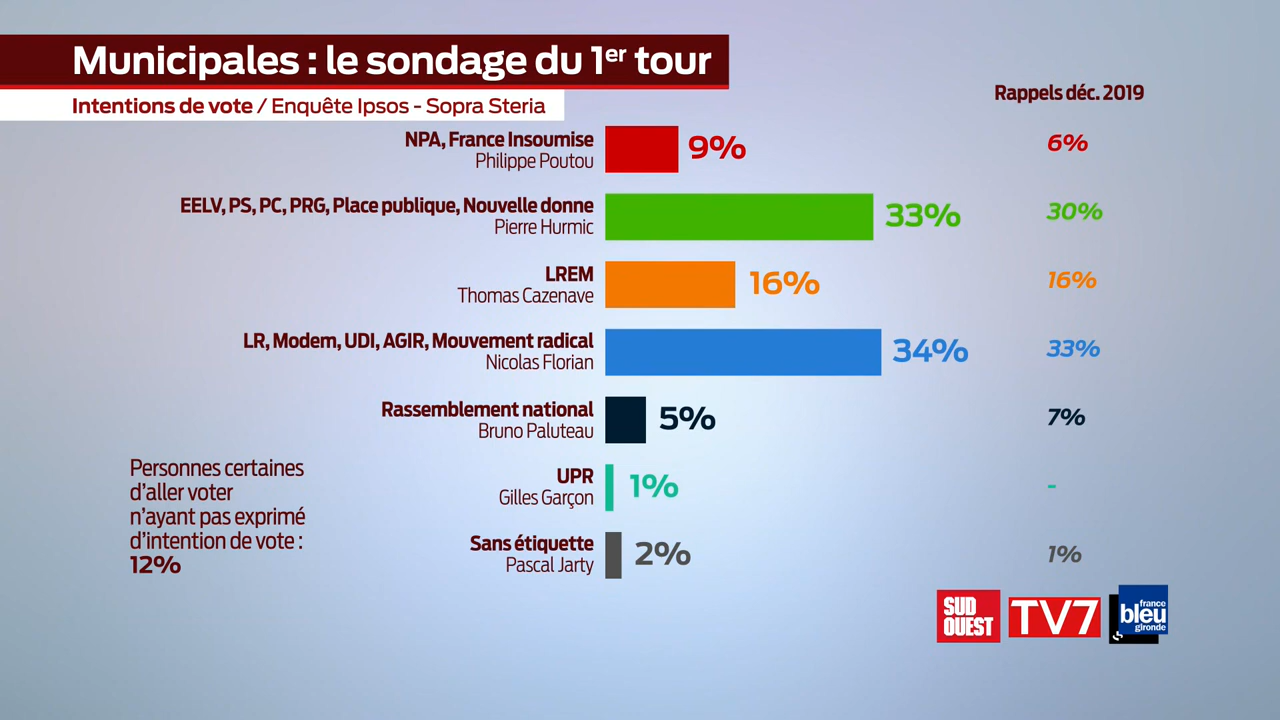 Municipales : le sondage du 1er tour
Intentions de vote / Enquête Ipsos - Sopra Steria
Rappels déc. 2019
NPA, France Insoumise
Philippe Poutou
9%
6%
EELV, PS, PC, PRG, Place publique, Nouvelle donne
Pierre Hurmic
33%
30%
LREM
Thomas Cazenave
16%
16%
LR, Modem, UDI, AGIR, Mouvement radical
Nicolas Florian
34%
33%
Rassemblement national
Bruno Paluteau
5%
7%
UPR
Gilles Garçon
1%
-
Sans étiquette
Pascal Jarty
2%
1%
Personnes certaines
d'aller voter
n'ayant pas exprimé
d'intention de vote :
12%
SUD
OUEST
TV7
france
bleu
gironde